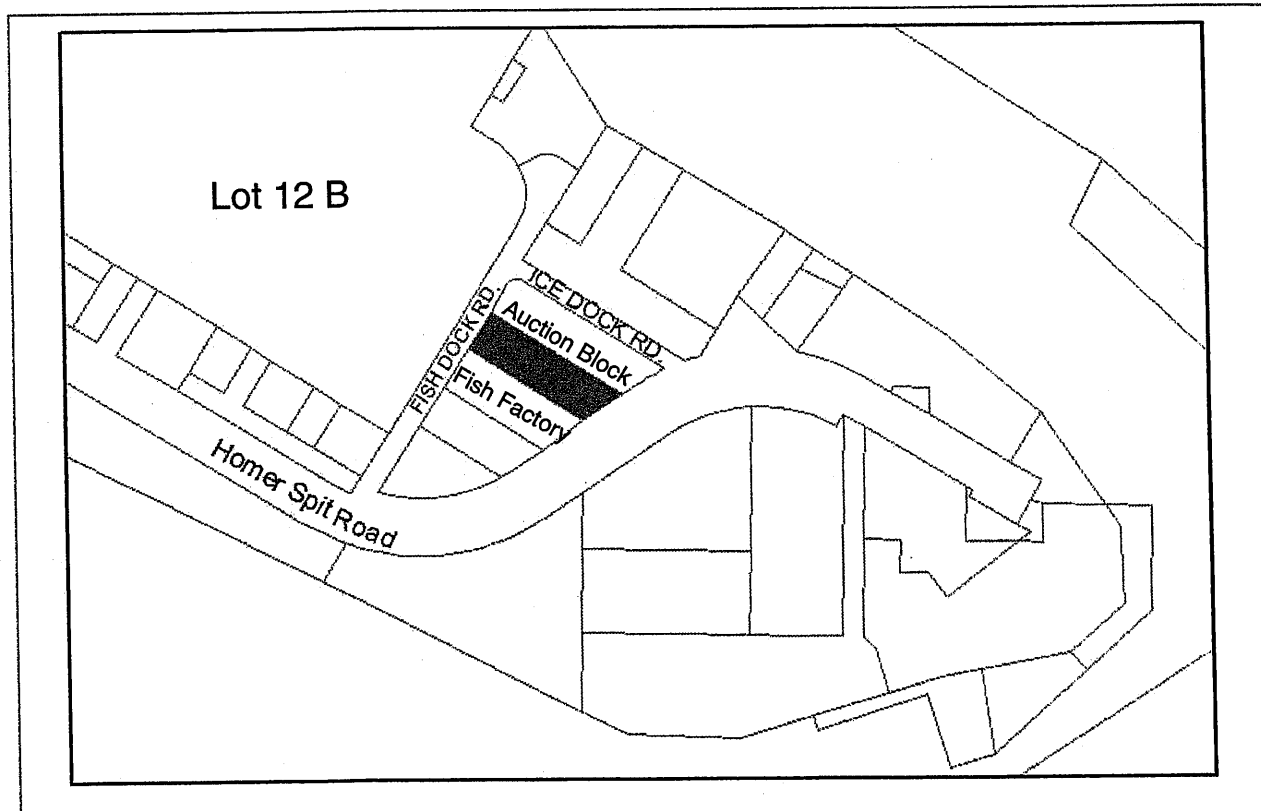 Lot 12 B
ICE DOCK RD.
Auction Block
FISH DOCK RD.
Fish Factory
Homer Spit Road